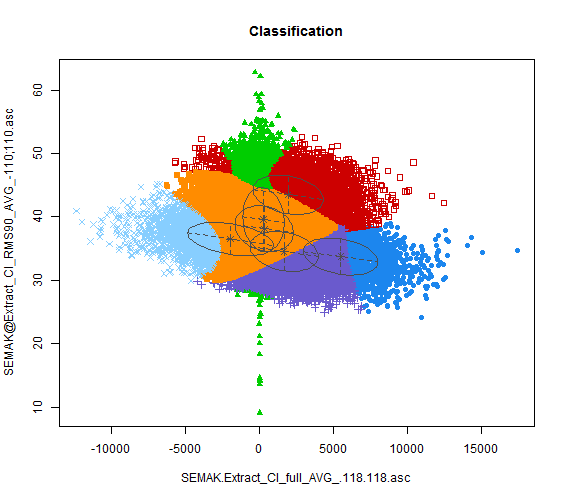 Classification
SEMAK@Extract_CI_RMS90_AVG_-110;110.asc
60
50
40
30
20
10
-10000 -5000 0 5000 10000 15000
SEMAK.Extract_CI_full_AVG_.118.118.asc